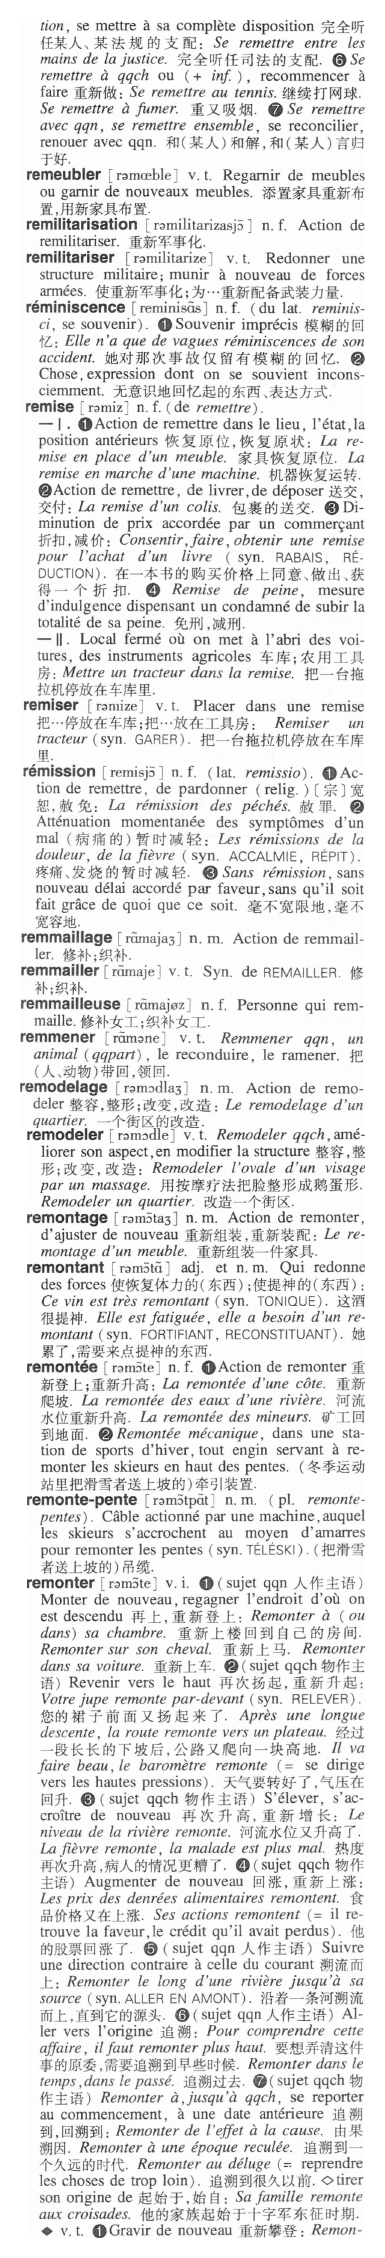 tion, se mettre à sa complète disposition 完全听
任某人、某法规的支配: Se remettre entre les
mains de la justice. 完全听任司法的支配. ❻ Se
remettre à qqch ou (+ inf.), recommencer à
faire 重新做: Se remettre au tennis. 继续打网球.
Se remettre à fumer. 重又吸烟. ❼ Se remettre
avec qqn, se remettre ensemble, se reconcilier,
renouer avec qqn. 和(某人)和解,和(某人)言归
于好.
remeubler [rəmœble] v. t. Regarnir de meubles
ou garnir de nouveaux meubles. 添置家具重新布
置,用新家具布置.
remilitarisation [rəmilitarizasjɔ̃] n. f. Action de
remilitariser. 重新军事化.
remilitariser [rəmilitarize] v. t. Redonner une
structure militaire; munir à nouveau de forces
armées. 使重新军事化;为…重新配备武装力量.
réminiscence [reminisɑ̃s] n. f. (du lat. reminis-
ci, se souvenir). ❶ Souvenir imprécis 模糊的回
忆: Elle n'a que de vagues réminiscences de son
accident. 她对那次事故仅留有模糊的回忆. ❷
Chose, expression dont on se souvient incons-
ciemment. 无意识地回忆起的东西、表达方式.
remise [rəmiz] n. f. (de remettre).
—Ⅰ. ❶ Action de remettre dans le lieu, l'état, la
position antérieurs 恢复原位,恢复原状: La re-
mise en place d'un meuble. 家具恢复原位. La
remise en marche d'une machine. 机器恢复运转.
❷ Action de remettre, de livrer, de déposer 送交,
交付: La remise d'un colis. 包裹的送交. ❸ Di-
minution de prix accordée par un commerçant
折扣,减价: Consentir, faire, obtenir une remise
pour l'achat d'un livre (syn. RABAIS, RÉ-
DUCTION). 在一本书的购买价格上同意、做出、获
得一个折扣. ❹ Remise de peine, mesure
d'indulgence dispensant un condamné de subir la
totalité de sa peine. 免刑,减刑.
—Ⅱ. Local fermé où on met à l'abri des voi-
tures, des instruments agricoles 车库;农用工具
房: Mettre un tracteur dans la remise. 把一台拖
拉机停放在车库里.
remiser [rəmize] v. t. Placer dans une remise
把…停放在车库;把…放在工具房: Remiser un
tracteur (syn. GARER). 把一台拖拉机停放在车库
里.
rémission [remisjɔ̃] n. f. (lat. remissio). ❶ Ac-
tion de remettre, de pardonner (relig.) [宗]宽
恕,赦免: La rémission des péchés. 赦罪. ❷
Atténuation momentanée des symptômes d'un
mal (病痛的)暂时减轻: Les rémissions de la
douleur, de la fièvre (syn. ACCALMIE, RÉPIT).
疼痛、发烧的暂时减轻. ❸ Sans rémission, sans
nouveau délai accordé par faveur, sans qu'il soit
fait grâce de quoi que ce soit. 毫不宽限地,毫不
宽容地.
remmaillage [rɑ̃majaʒ] n. m. Action de remmail-
ler. 修补;织补.
remmailler [rɑ̃maje] v. t. Syn. de REMAILLER. 修
补;织补.
remmailleuse [rɑ̃majøz] n. f. Personne qui rem-
maille. 修补女工;织补女工.
remmener [rɑ̃məne] v. t. Remmener qqn, un
animal (qqpart), le reconduire, le ramener. 把
(人、动物)带回,领回.
remodelage [rəmɔdlaʒ] n. m. Action de remo-
deler 整容,整形;改变,改造: Le remodelage d'un
quartier. 一个街区的改造.
remodeler [rəmɔdle] v. t. Remodeler qqch, amé-
liorer son aspect, en modifier la structure 整容,整
形;改变,改造: Remodeler l'ovale d'un visage
par un massage. 用按摩疗法把脸整形成鹅蛋形.
Remodeler un quartier. 改造一个街区.
remontage [rəmɔ̃taʒ] n. m. Action de remonter,
d'ajuster de nouveau 重新组装,重新装配: Le re-
montage d'un meuble. 重新组装一件家具.
remontant [rəmɔ̃tɑ̃] adj. et n. m. Qui redonne
des forces 使恢复体力的(东西);使提神的(东西):
Ce vin est très remontant (syn. TONIQUE). 这酒
很提神. Elle est fatiguée, elle a besoin d'un re-
montant (syn. FORTIFIANT, RECONSTITUANT). 她
累了,需要来点提神的东西.
remontée [rəmɔ̃te] n. f. ❶ Action de remonter 重
新登上;重新升高: La remontée d'une côte. 重新
爬坡. La remontée des eaux d'une rivière. 河流
水位重新升高. La remontée des mineurs. 矿工回
到地面. ❷ Remontée mécanique, dans une sta-
tion de sports d'hiver, tout engin servant à re-
monter les skieurs en haut des pentes. (冬季运动
站里把滑雪者送上坡的)牵引装置.
remonte-pente [rəmɔ̃tpɑ̃t] n. m. (pl. remonte-
pentes). Câble actionné par une machine, auquel
les skieurs s'accrochent au moyen d'amarres
pour remonter les pentes (syn. TÉLÉSKI). (把滑雪
者送上坡的)吊缆.
remonter [rəmɔ̃te] v. i. ❶ (sujet qqn 人作主语)
Monter de nouveau, regagner l'endroit d'où on
est descendu 再上,重新登上: Remonter à (ou
dans) sa chambre. 重新上楼回到自己的房间.
Remonter sur son cheval. 重新上马. Remonter
dans sa voiture. 重新上车. ❷ (sujet qqch 物作主
语) Revenir vers le haut 再次扬起,重新升起:
Votre jupe remonte par-devant (syn. RELEVER).
您的裙子前面又扬起来了. Après une longue
descente, la route remonte vers un plateau. 经过
一段长长的下坡后,公路又爬向一块高地. Il va
faire beau, le baromètre remonte (= se dirige
vers les hautes pressions). 天气要转好了,气压在
回升. ❸ (sujet qqch 物作主语) S'élever, s'ac-
croître de nouveau 再次升高,重新增长: Le
niveau de la rivière remonte. 河流水位又升高了.
La fièvre remonte, la malade est plus mal. 热度
再次升高,病人的情况更糟了. ❹ (sujet qqch 物作
主语) Augmenter de nouveau 回涨,重新上涨:
Les prix des denrées alimentaires remontent. 食
品价格又在上涨. Ses actions remontent (= il re-
trouve la faveur, le crédit qu'il avait perdus). 他
的股票回涨了. ❺ (sujet qqn 人作主语) Suivre
une direction contraire à celle du courant 溯流而
上: Remonter le long d'une rivière jusqu'à sa
source (syn. ALLER EN AMONT). 沿着一条河溯流
而上,直到它的源头. ❻ (sujet qqn 人作主语) Al-
ler vers l'origine 追溯: Pour comprendre cette
affaire, il faut remonter plus haut. 要想弄清这件
事的原委,需要追溯到早些时候. Remonter dans le
temps, dans le passé. 追溯过去. ❼ (sujet qqch 物
作主语) Remonter à, jusqu'à qqch, se reporter
au commencement, à une date antérieure 追溯
到,回溯到: Remonter de l'effet à la cause. 由果
溯因. Remonter à une époque reculée. 追溯到一
个久远的时代. Remonter au déluge (= reprendre
les choses de trop loin). 追溯到很久以前. ◇ tirer
son origine de 起始于,始自: Sa famille remonte
aux croisades. 他的家族起始于十字军东征时期.
◆ v. t. ❶ Gravir de nouveau 重新攀登: Remon-